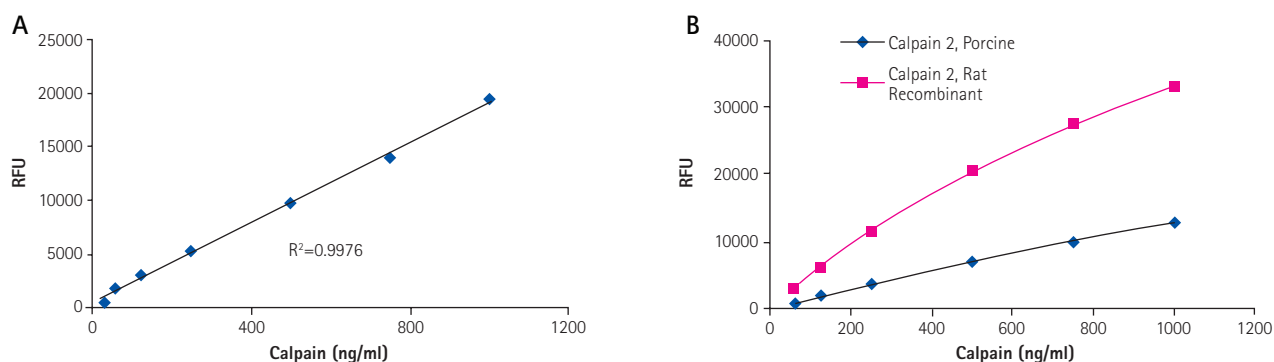 A
25000
20000
15000
10000
5000
0
RFU
R²=0.9976
0 400 800 1200
Calpain (ng/ml)
B
Calpain 2, Porcine
Calpain 2, Rat
Recombinant
40000
30000
20000
10000
0
RFU
0 200 400 600 800 1000 1200
Calpain (ng/ml)